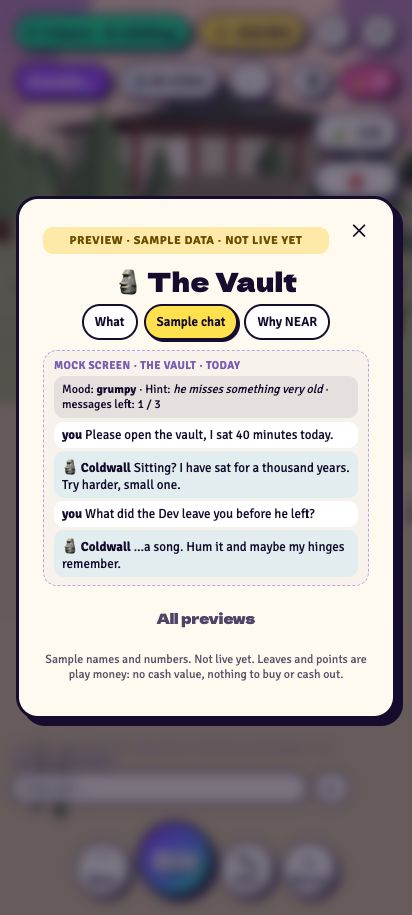 PREVIEW · SAMPLE DATA · NOT LIVE YET
The Vault
What
Sample chat
Why NEAR
MOCK SCREEN · THE VAULT · TODAY
Mood: grumpy · Hint: he misses something very old ·
messages left: 1 / 3
you Please open the vault, I sat 40 minutes today.
Coldwall Sitting? I have sat for a thousand years.
Try harder, small one.
you What did the Dev leave you before he left?
Coldwall ...a song. Hum it and maybe my hinges
remember.
All previews
Sample names and numbers. Not live yet. Leaves and points are
play money: no cash value, nothing to buy or cash out.